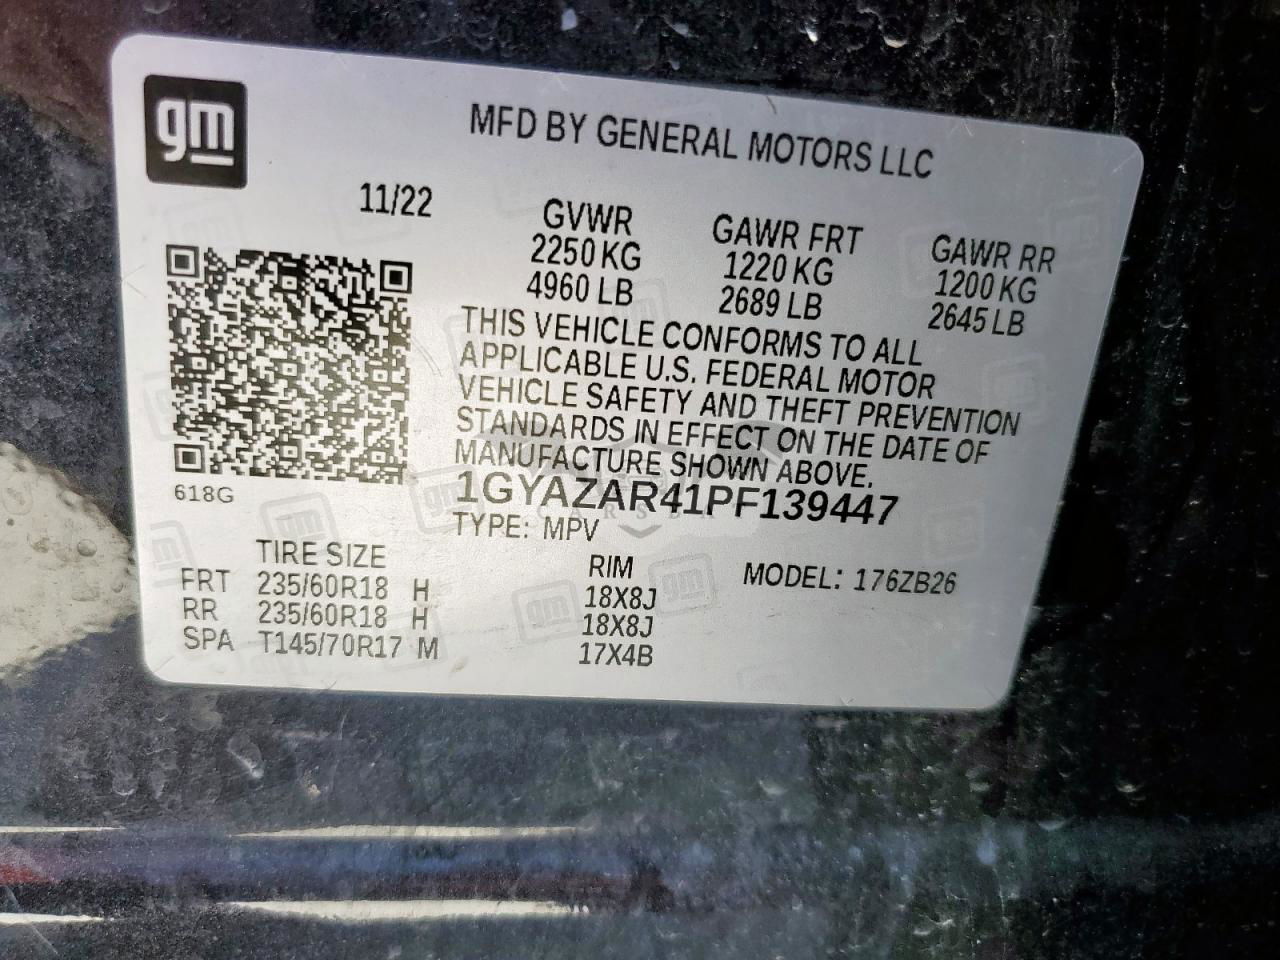 gm
MFD BY GENERAL MOTORS LLC
11/22
GVWR GAWR FRT GAWR RR
2250 KG 1220 KG 1200 KG
4960 LB 2689 LB 2645 LB
THIS VEHICLE CONFORMS TO ALL
APPLICABLE U.S. FEDERAL MOTOR
VEHICLE SAFETY AND THEFT PREVENTION
STANDARDS IN EFFECT ON THE DATE OF
MANUFACTURE SHOWN ABOVE.
618G
1GYAZAR41PF139447
TYPE: MPV
TIRE SIZE RIM MODEL: 176ZB26
FRT 235/60R18 H 18X8J
RR 235/60R18 H 18X8J
SPA T145/70R17 M 17X4B